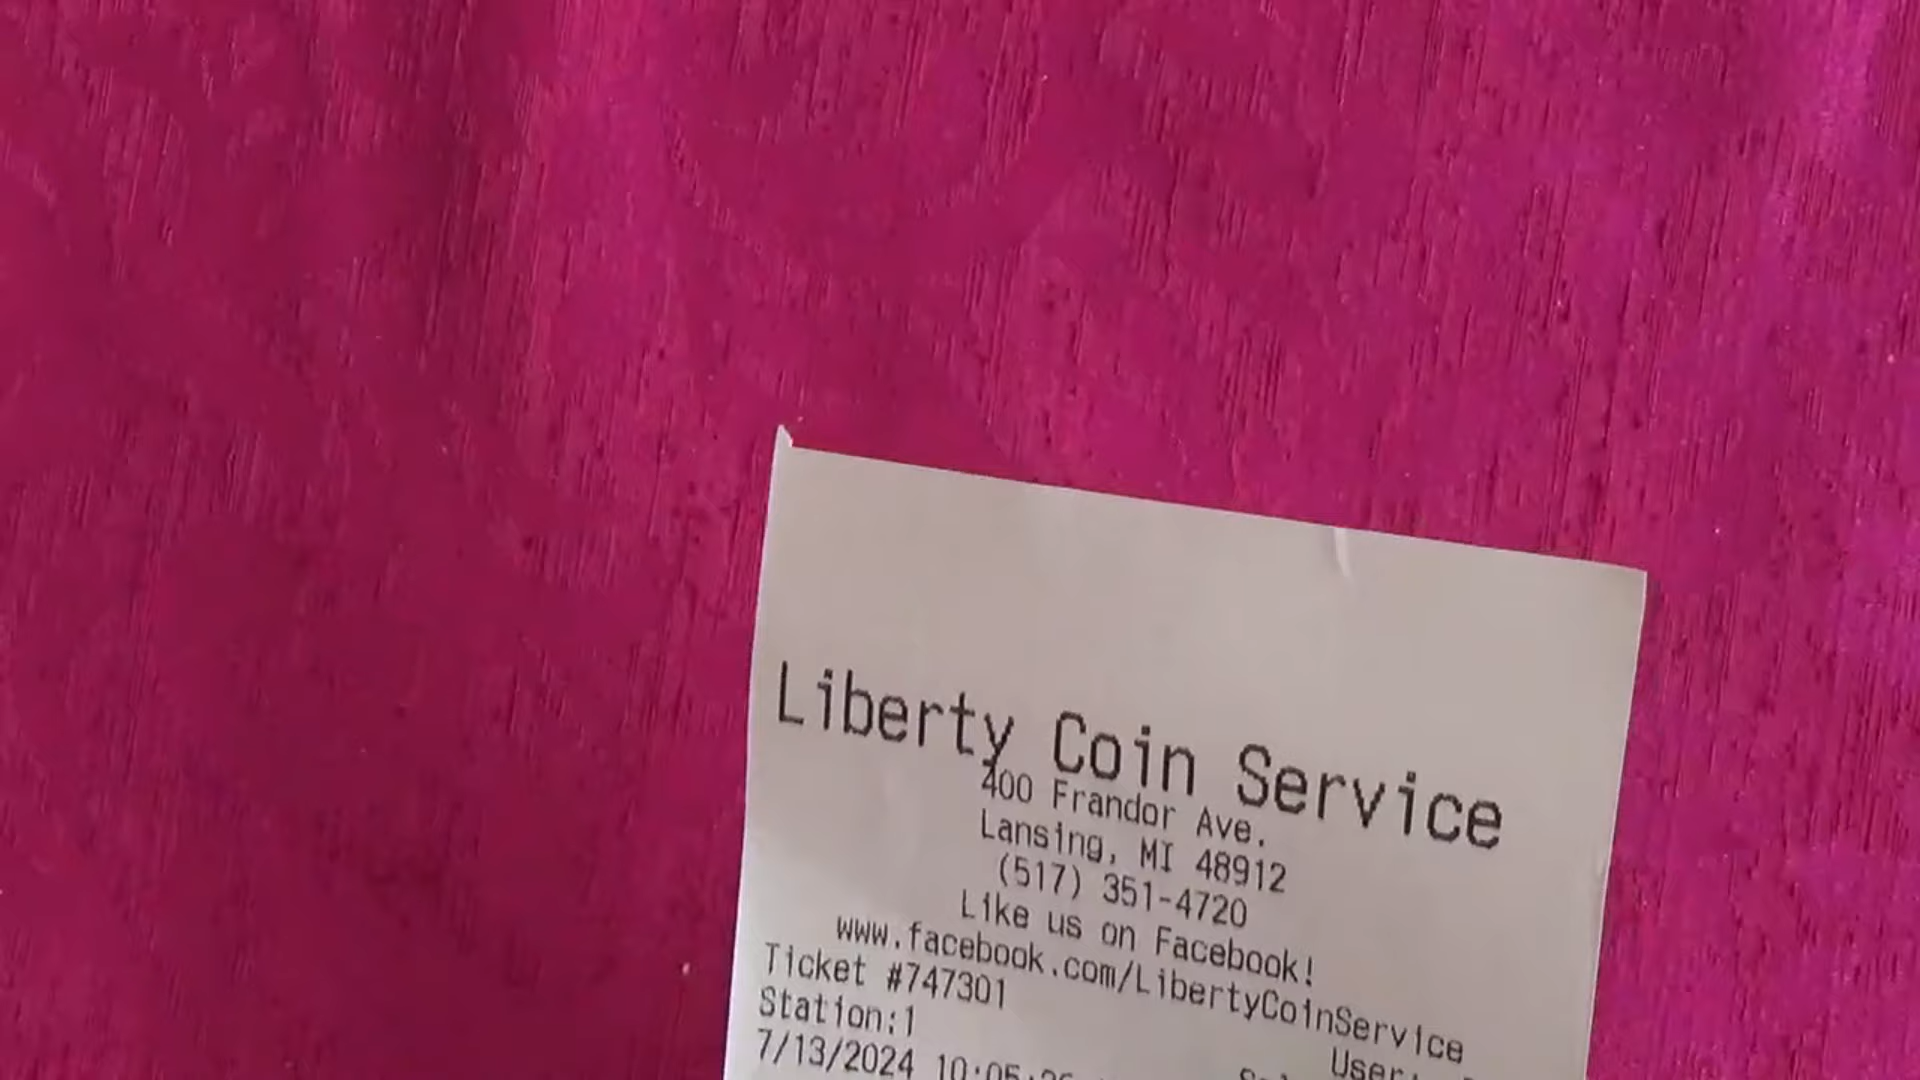 Liberty Coin Service
400 Frandor Ave.
Lansing, MI 48912
(517) 351-4720
Like us on Facebook!
www.facebook.com/LibertyCoinService
Ticket #747301
Station:1
User:
7/13/2024